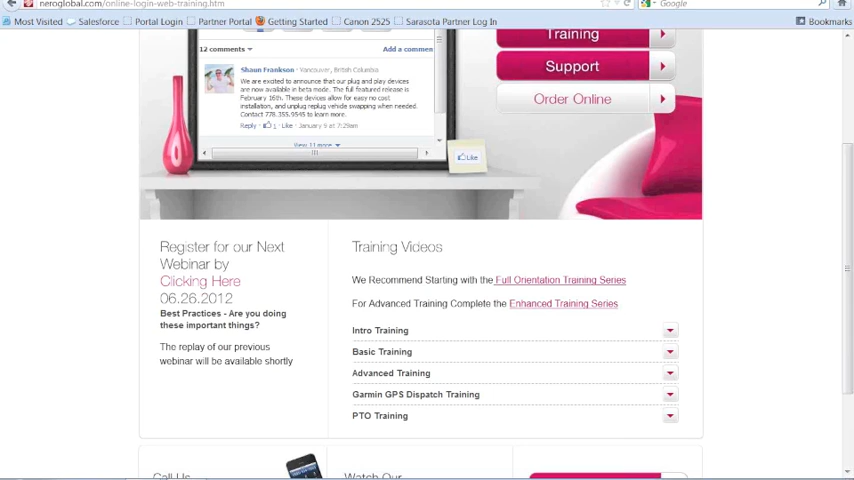 neroglobal.com/online-login-web-training.htm
Google
Most Visited
Salesforce
Portal Login
Partner Portal
Getting Started
Canon 2525
Sarasota Partner Log In
Bookmarks
12 comments
Add a commen
Shaun Frankson · Vancouver, British Columbia
We are excited to announce that our plug and play devices
are now available in beta mode. The full featured release is
February 16th. These devices allow for easy no cost
installation, and unplug replug vehicle swapping when needed.
Contact 778.355.9545 to learn more.
Reply · 1 · Like · January 9 at 7:29am
View 11 more
Like
Training
Support
Order Online
Register for our Next
Webinar by
Clicking Here
06.26.2012
Best Practices - Are you doing
these important things?
The replay of our previous
webinar will be available shortly
Training Videos
We Recommend Starting with the Full Orientation Training Series
For Advanced Training Complete the Enhanced Training Series
Intro Training
Basic Training
Advanced Training
Garmin GPS Dispatch Training
PTO Training
Call Us
Watch Our